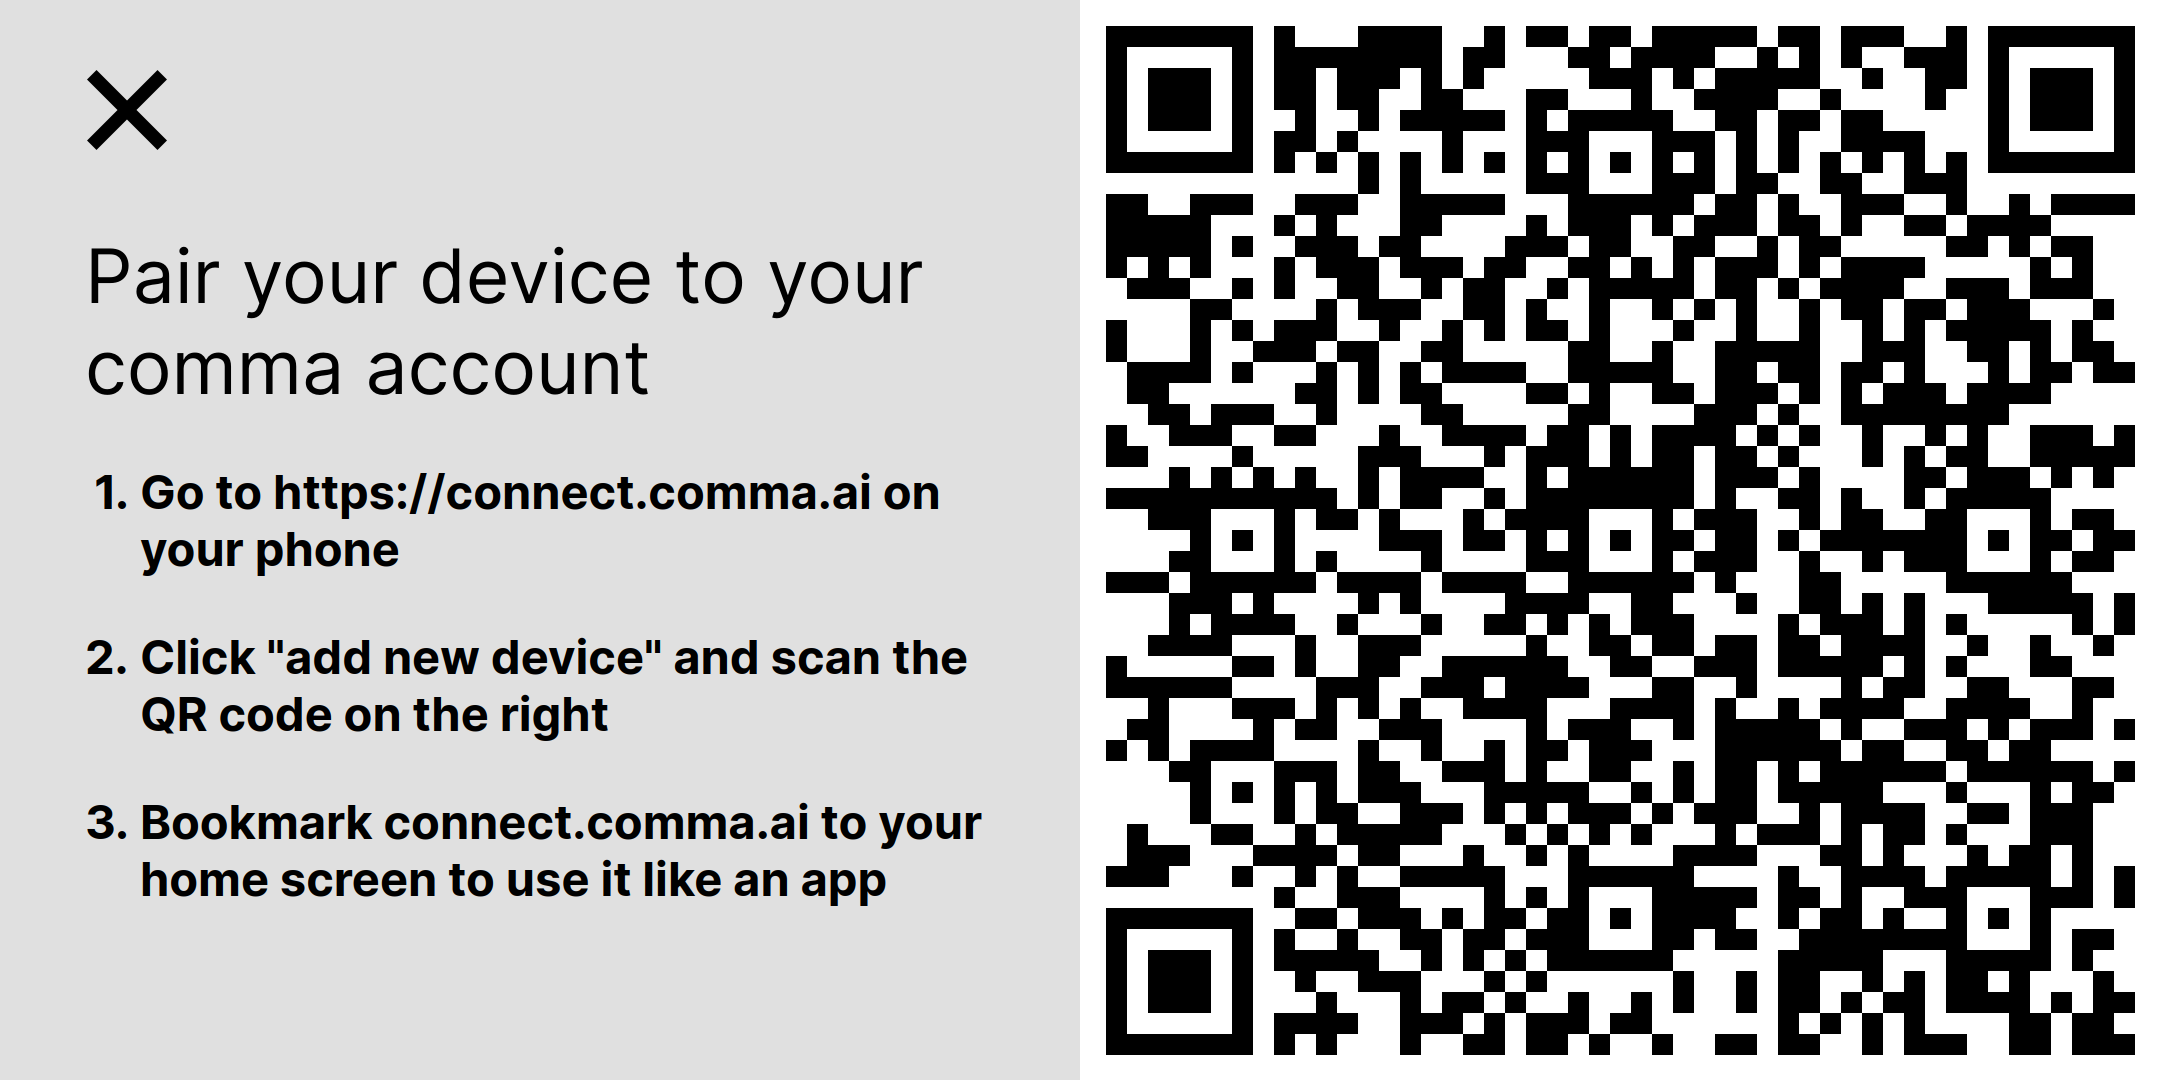 Pair your device to your
comma account
1. Go to https://connect.comma.ai on
your phone
2. Click "add new device" and scan the
QR code on the right
3. Bookmark connect.comma.ai to your
home screen to use it like an app